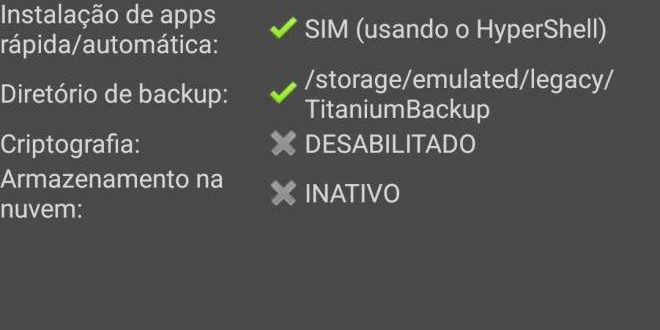 Instalação de apps
rápida/automática:
SIM (usando o HyperShell)
Diretório de backup:
/storage/emulated/legacy/
TitaniumBackup
Criptografia:
DESABILITADO
Armazenamento na
nuvem:
INATIVO